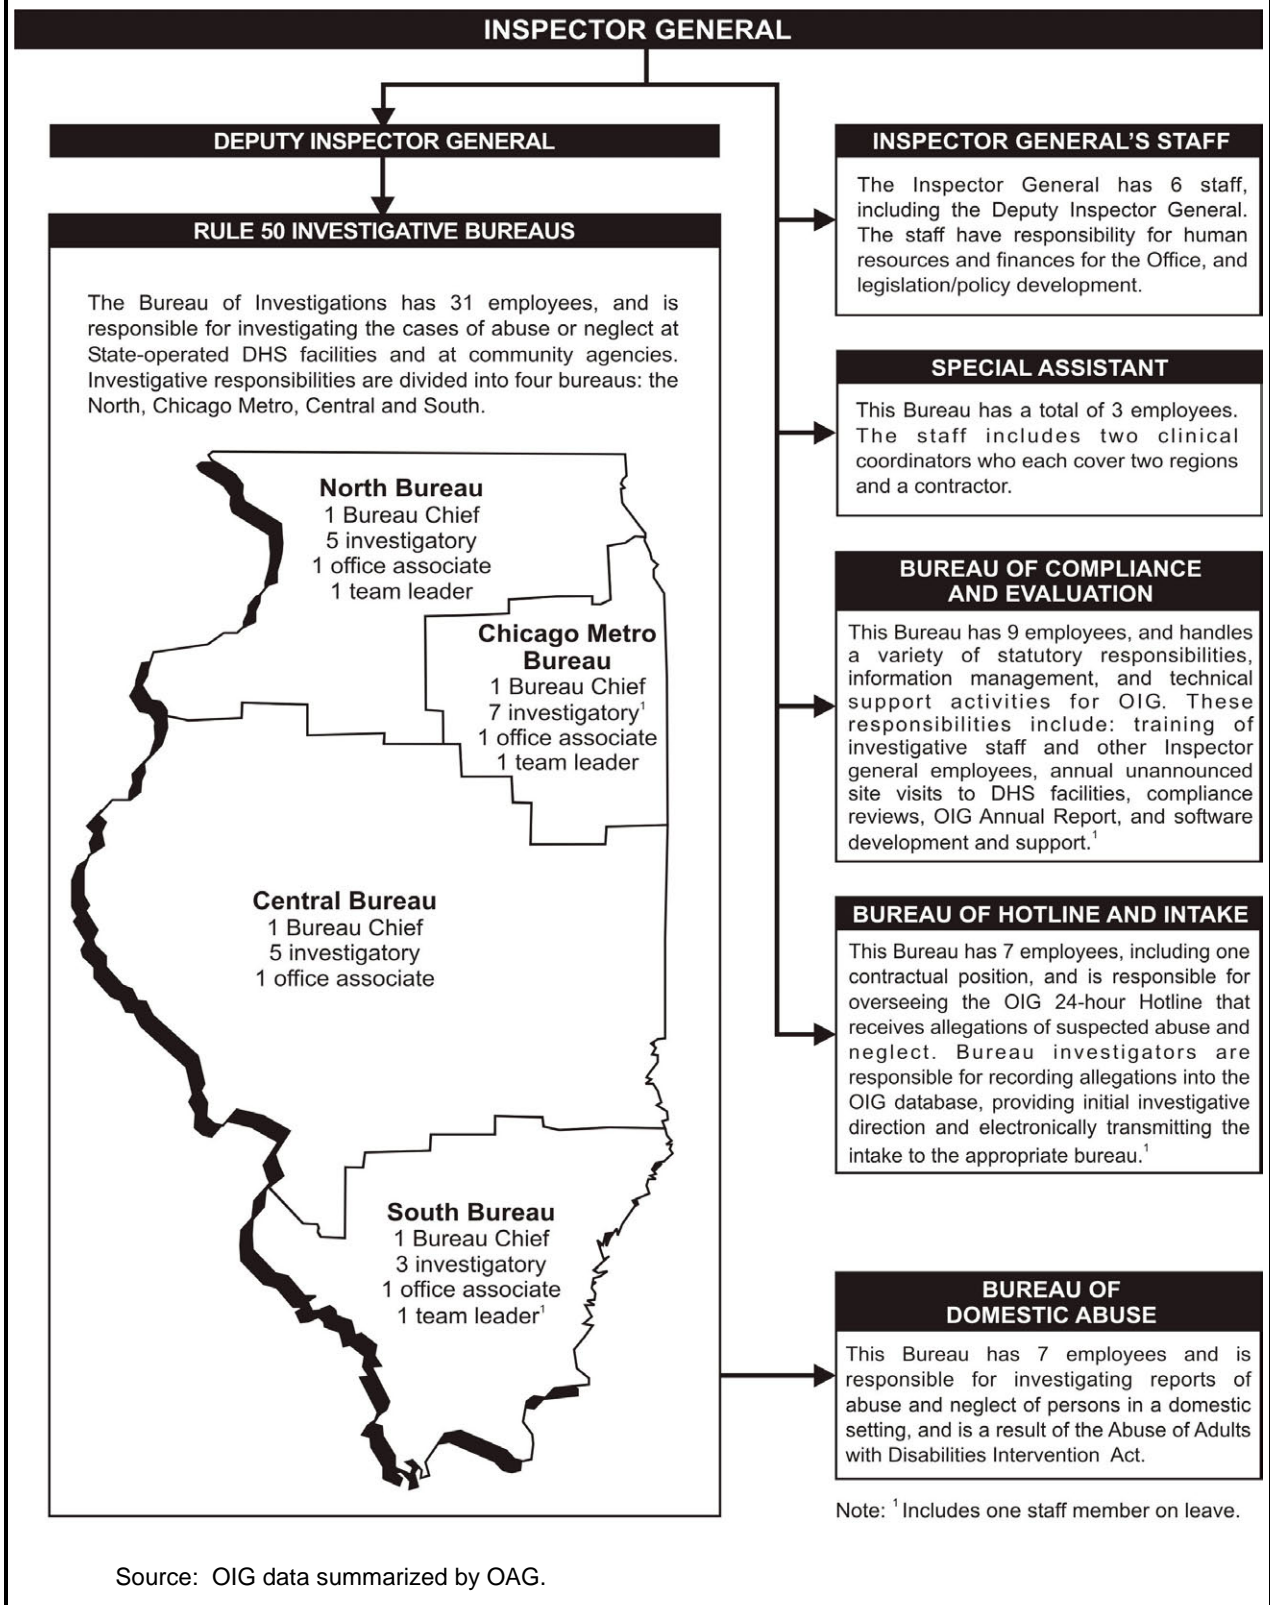 INSPECTOR GENERAL
DEPUTY INSPECTOR GENERAL
RULE 50 INVESTIGATIVE BUREAUS
The Bureau of Investigations has 31 employees, and is
responsible for investigating the cases of abuse or neglect at
State-operated DHS facilities and at community agencies.
Investigative responsibilities are divided into four bureaus: the
North, Chicago Metro, Central and South.
North Bureau
1 Bureau Chief
5 investigatory
1 office associate
1 team leader
Chicago Metro
Bureau
1 Bureau Chief
7 investigatory¹
1 office associate
1 team leader
Central Bureau
1 Bureau Chief
5 investigatory
1 office associate
South Bureau
1 Bureau Chief
3 investigatory
1 office associate
1 team leader¹
INSPECTOR GENERAL'S STAFF
The Inspector General has 6 staff,
including the Deputy Inspector General.
The staff have responsibility for human
resources and finances for the Office, and
legislation/policy development.
SPECIAL ASSISTANT
This Bureau has a total of 3 employees.
The staff includes two clinical
coordinators who each cover two regions
and a contractor.
BUREAU OF COMPLIANCE
AND EVALUATION
This Bureau has 9 employees, and handles
a variety of statutory responsibilities,
information management, and technical
support activities for OIG. These
responsibilities include: training of
investigative staff and other Inspector
general employees, annual unannounced
site visits to DHS facilities, compliance
reviews, OIG Annual Report, and software
development and support.¹
BUREAU OF HOTLINE AND INTAKE
This Bureau has 7 employees, including one
contractual position, and is responsible for
overseeing the OIG 24-hour Hotline that
receives allegations of suspected abuse and
neglect. Bureau investigators are
responsible for recording allegations into the
OIG database, providing initial investigative
direction and electronically transmitting the
intake to the appropriate bureau.¹
BUREAU OF
DOMESTIC ABUSE
This Bureau has 7 employees and is
responsible for investigating reports of
abuse and neglect of persons in a domestic
setting, and is a result of the Abuse of Adults
with Disabilities Intervention Act.
Note: ¹ Includes one staff member on leave.
Source: OIG data summarized by OAG.